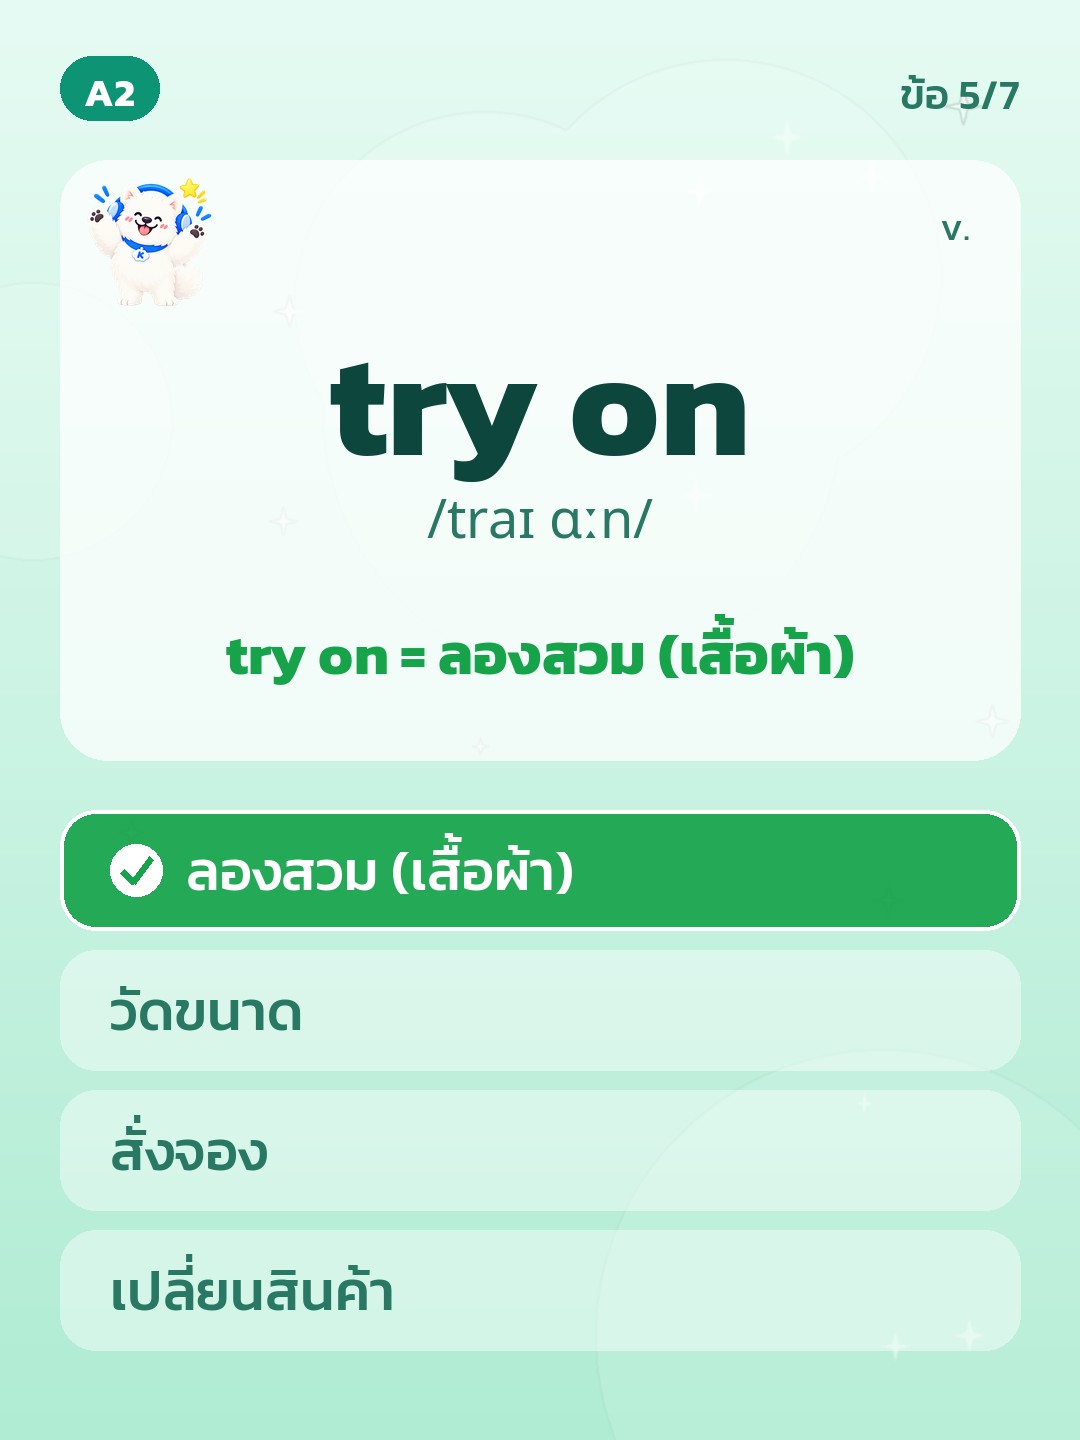 A2
ข้อ 5/7
K
v.
try on
/traɪ ɑːn/
try on = ลองสวม (เสื้อผ้า)
ลองสวม (เสื้อผ้า)
วัดขนาด
สั่งจอง
เปลี่ยนสินค้า